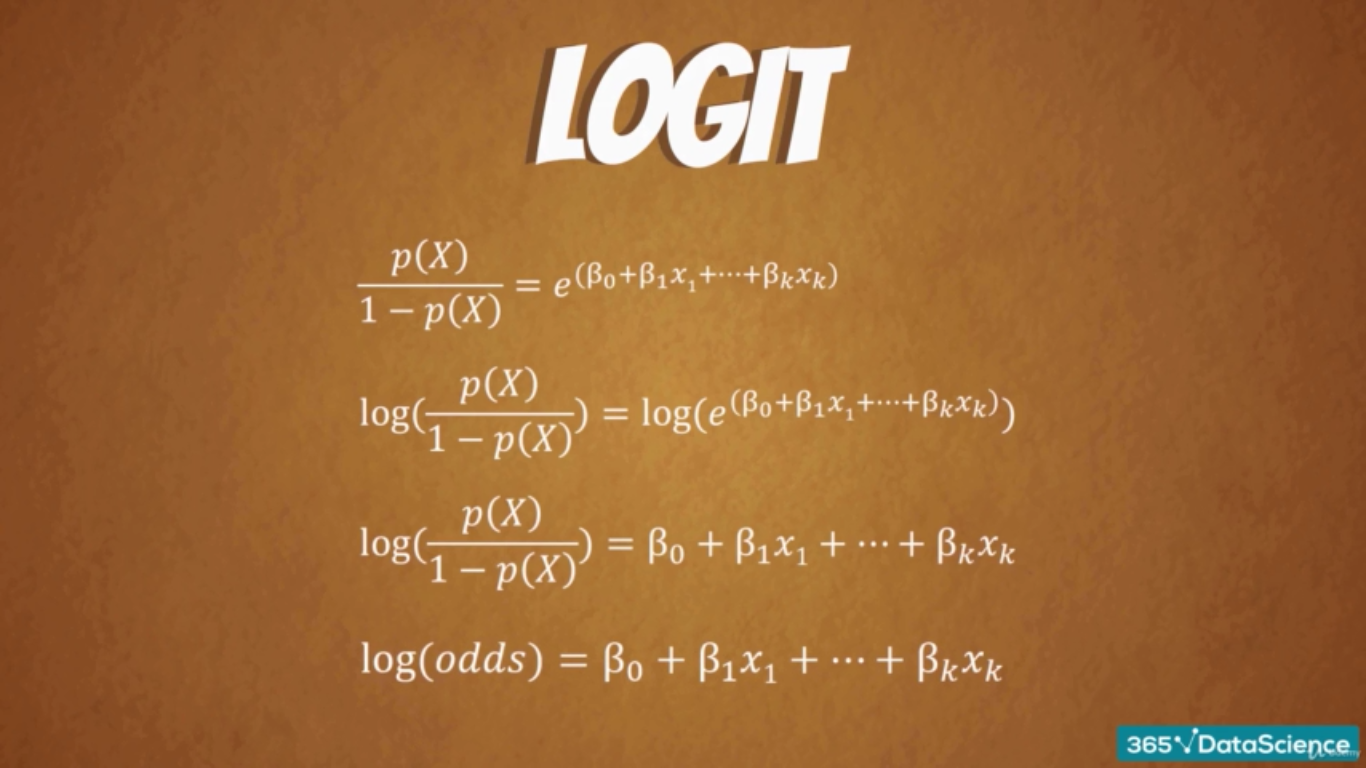 LOGIT
p(X)
1 − p(X) = e^(β₀+β₁x₁+⋯+βₖxₖ)
log(p(X)/1 − p(X)) = log(e^(β₀+β₁x₁+⋯+βₖxₖ))
log(p(X)/1 − p(X)) = β₀ + β₁x₁ + ⋯ + βₖxₖ
log(odds) = β₀ + β₁x₁ + ⋯ + βₖxₖ
365 DataScience